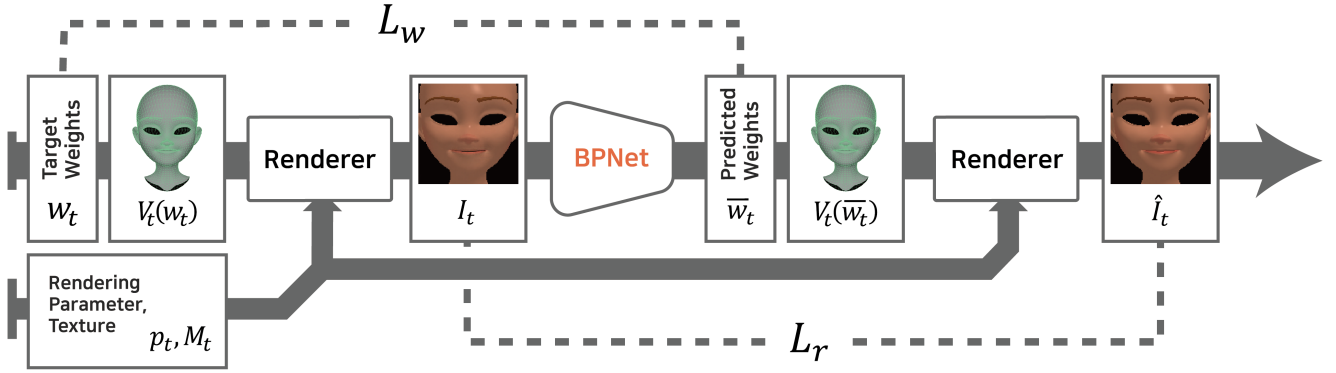 L_w
Target
Weights
w_t
V_t(w_t)
Renderer
I_t
BPNet
Predicted
Weights
w̅_t
V_t(w̅_t)
Renderer
Î_t
Rendering
Parameter,
Texture
p_t, M_t
L_r